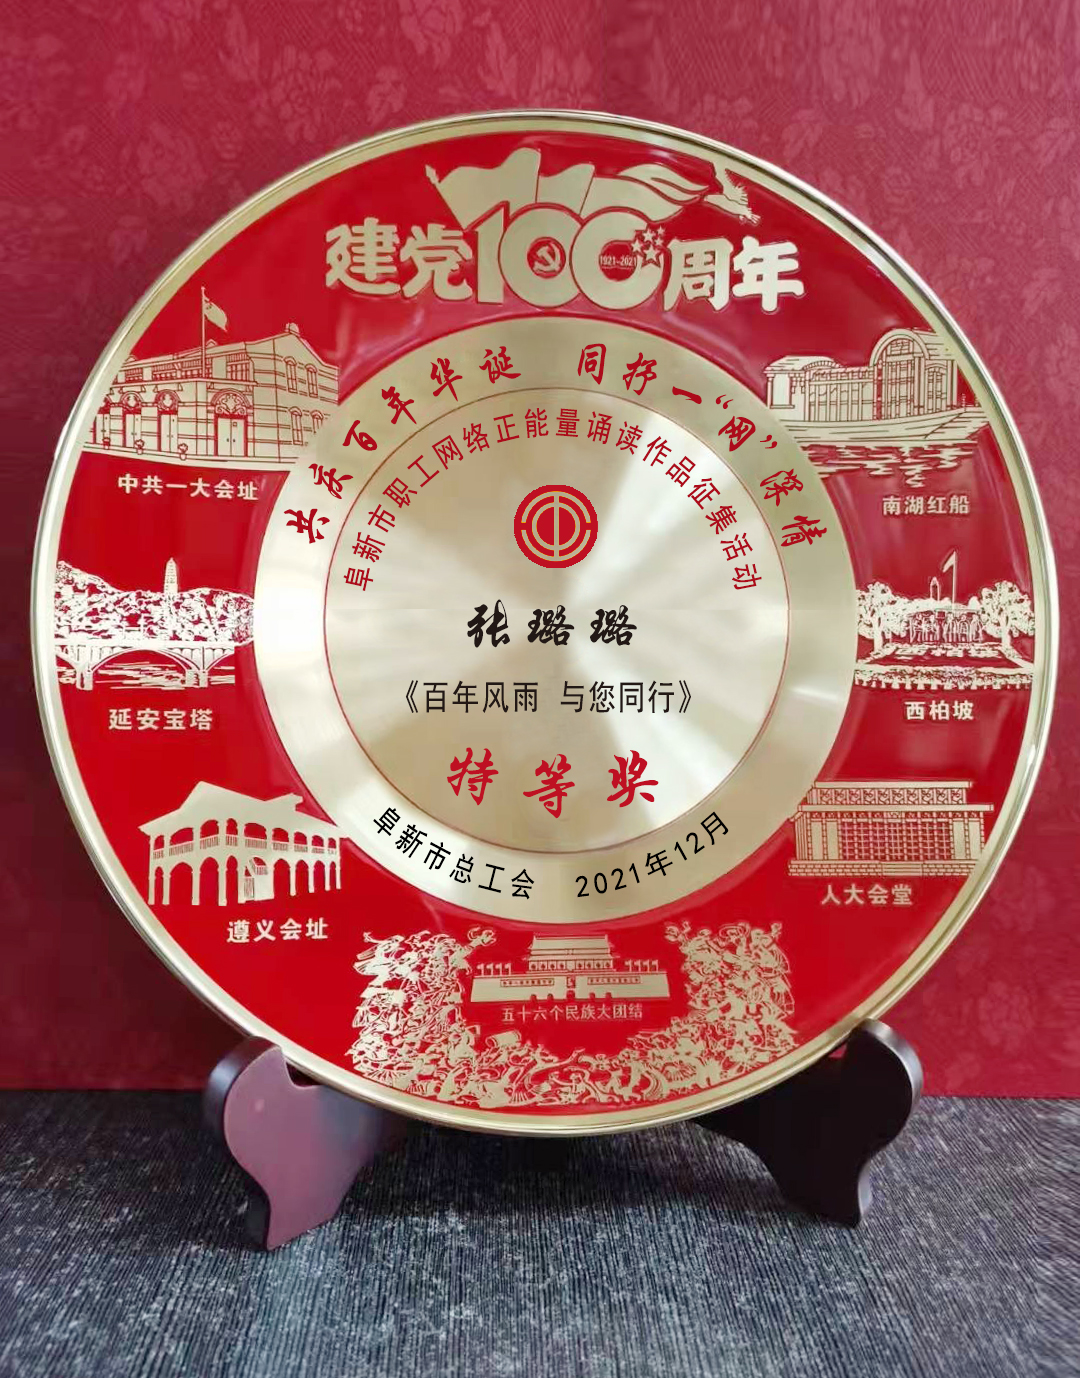 建党100周年
1921-2021
共庆百年华诞 同抒一“网”深情
阜新市职工网络正能量诵读作品征集活动
中共一大会址
南湖红船
张璐璐
《百年风雨 与您同行》
延安宝塔
西柏坡
特等奖
阜新市总工会 2021年12月
遵义会址
人大会堂
五十六个民族大团结